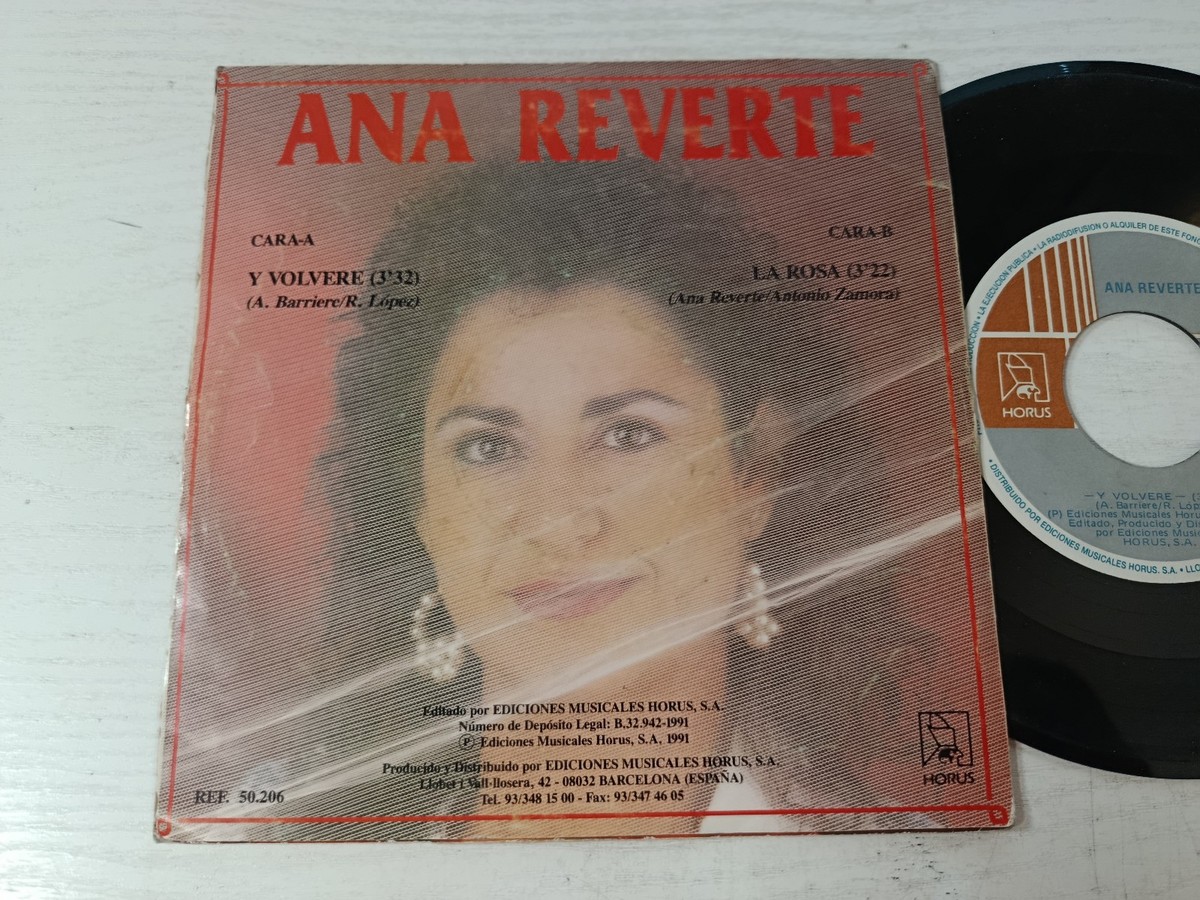 ANA REVERTE
CARA-A
Y VOLVERE (3'32)
(A. Barriere/R. López)
CARA-B
LA ROSA (3'22)
(Ana Reverte/Antonio Zamora)
Editado por EDICIONES MUSICALES HORUS, S.A.
Número de Depósito Legal: B.32.942-1991
Ⓟ Ediciones Musicales Horus, S.A. 1991
Producido y Distribuido por EDICIONES MUSICALES HORUS, S.A.
Llobet i Vall-llosera, 42 - 08032 BARCELONA (ESPAÑA)
Tel. 93/348 15 00 - Fax: 93/347 46 05
REF. 50.206
HORUS
LA EJECUCION PUBLICA • LA RADIODIFUSION O ALQUILER DE ESTE
ANA REVERTE
HORUS
—Y VOLVERE—
(A. Barriere/R.
(P) Ediciones Musicales
Editado, Producido y
por Ediciones
HORUS, S.A.
• DISTRIBUIDO POR EDICIONES MUSICALES HORUS. S.A. •